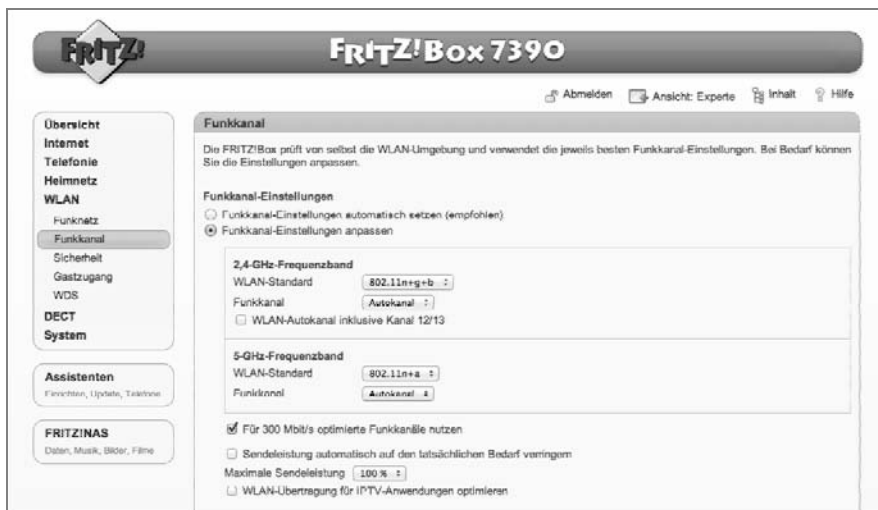 FRITZ!
FRITZ!Box 7390
Abmelden
Ansicht: Experte
Inhalt
Hilfe
Übersicht
Internet
Telefonie
Heimnetz
WLAN
Funknetz
Funkkanal
Sicherheit
Gastzugang
WDS
DECT
System
Assistenten
Einrichten, Update, Telefone
FRITZ!NAS
Daten, Musik, Bilder, Filme
Funkkanal
Die FRITZ!Box prüft von selbst die WLAN-Umgebung und verwendet die jeweils besten Funkkanal-Einstellungen. Bei Bedarf können
Sie die Einstellungen anpassen.
Funkkanal-Einstellungen
Funkkanal-Einstellungen automatisch setzen (empfohlen)
Funkkanal-Einstellungen anpassen
2,4-GHz-Frequenzband
WLAN-Standard 802.11n+g+b
Funkkanal Autokanal
WLAN-Autokanal inklusive Kanal 12/13
5-GHz-Frequenzband
WLAN-Standard 802.11n+a
Funkkanal Autokanal
Für 300 Mbit/s optimierte Funkkanäle nutzen
Sendeleistung automatisch auf den tatsächlichen Bedarf verringern
Maximale Sendeleistung 100 %
WLAN-Übertragung für IPTV-Anwendungen optimieren